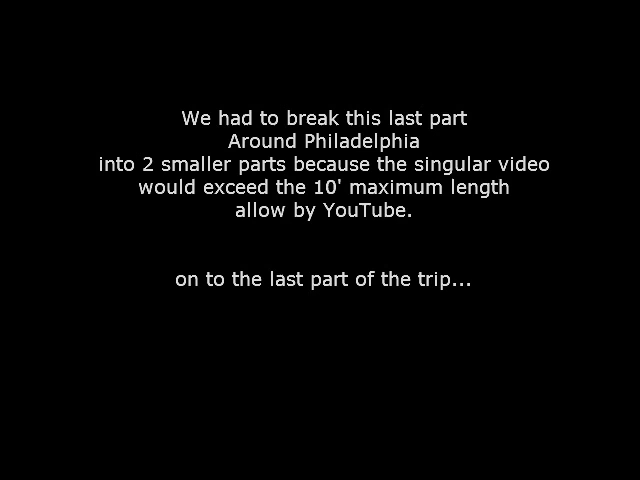 We had to break this last part
Around Philadelphia
into 2 smaller parts because the singular video
would exceed the 10' maximum length
allow by YouTube.
on to the last part of the trip...